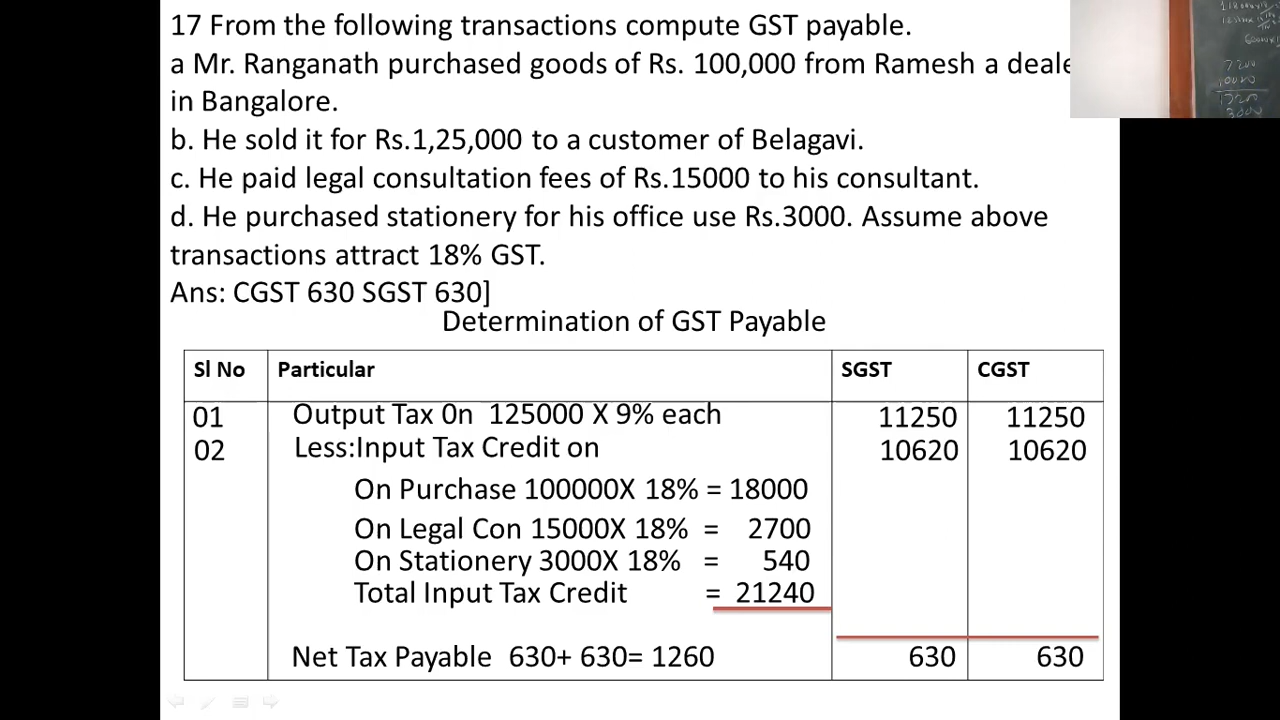 17 From the following transactions compute GST payable.
a Mr. Ranganath purchased goods of Rs. 100,000 from Ramesh a deale
in Bangalore.
b. He sold it for Rs.1,25,000 to a customer of Belagavi.
c. He paid legal consultation fees of Rs.15000 to his consultant.
d. He purchased stationery for his office use Rs.3000. Assume above
transactions attract 18% GST.
Ans: CGST 630 SGST 630]
Determination of GST Payable
Sl No Particular SGST CGST
01 Output Tax 0n 125000 X 9% each 11250 11250
02 Less:Input Tax Credit on 10620 10620
On Purchase 100000X 18% = 18000
On Legal Con 15000X 18% = 2700
On Stationery 3000X 18% = 540
Total Input Tax Credit = 21240
Net Tax Payable 630+ 630= 1260 630 630